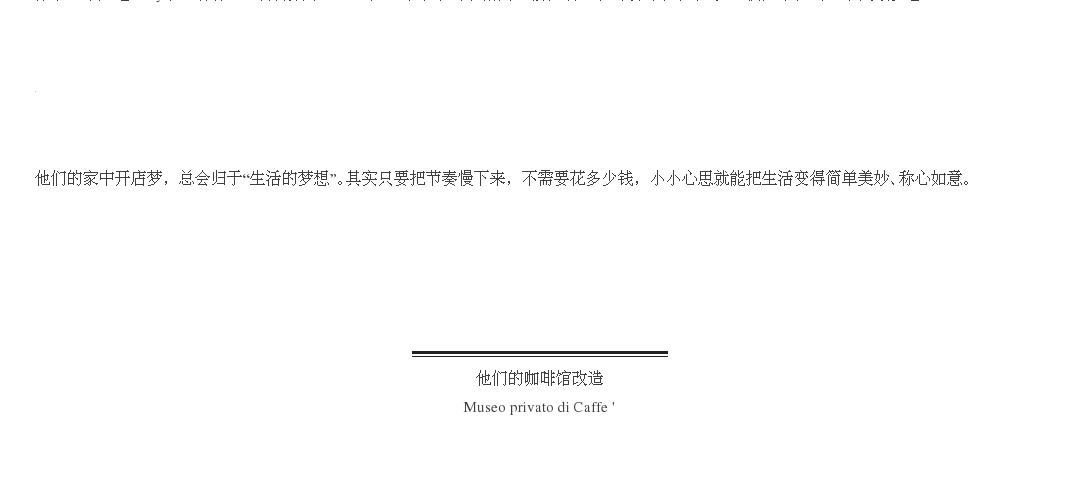 他们的家中开店梦，总会归于“生活的梦想”。其实只要把节奏慢下来，不需要花多少钱，小小心思就能把生活变得简单美妙、称心如意。
他们的咖啡馆改造
Museo privato di Caffe '